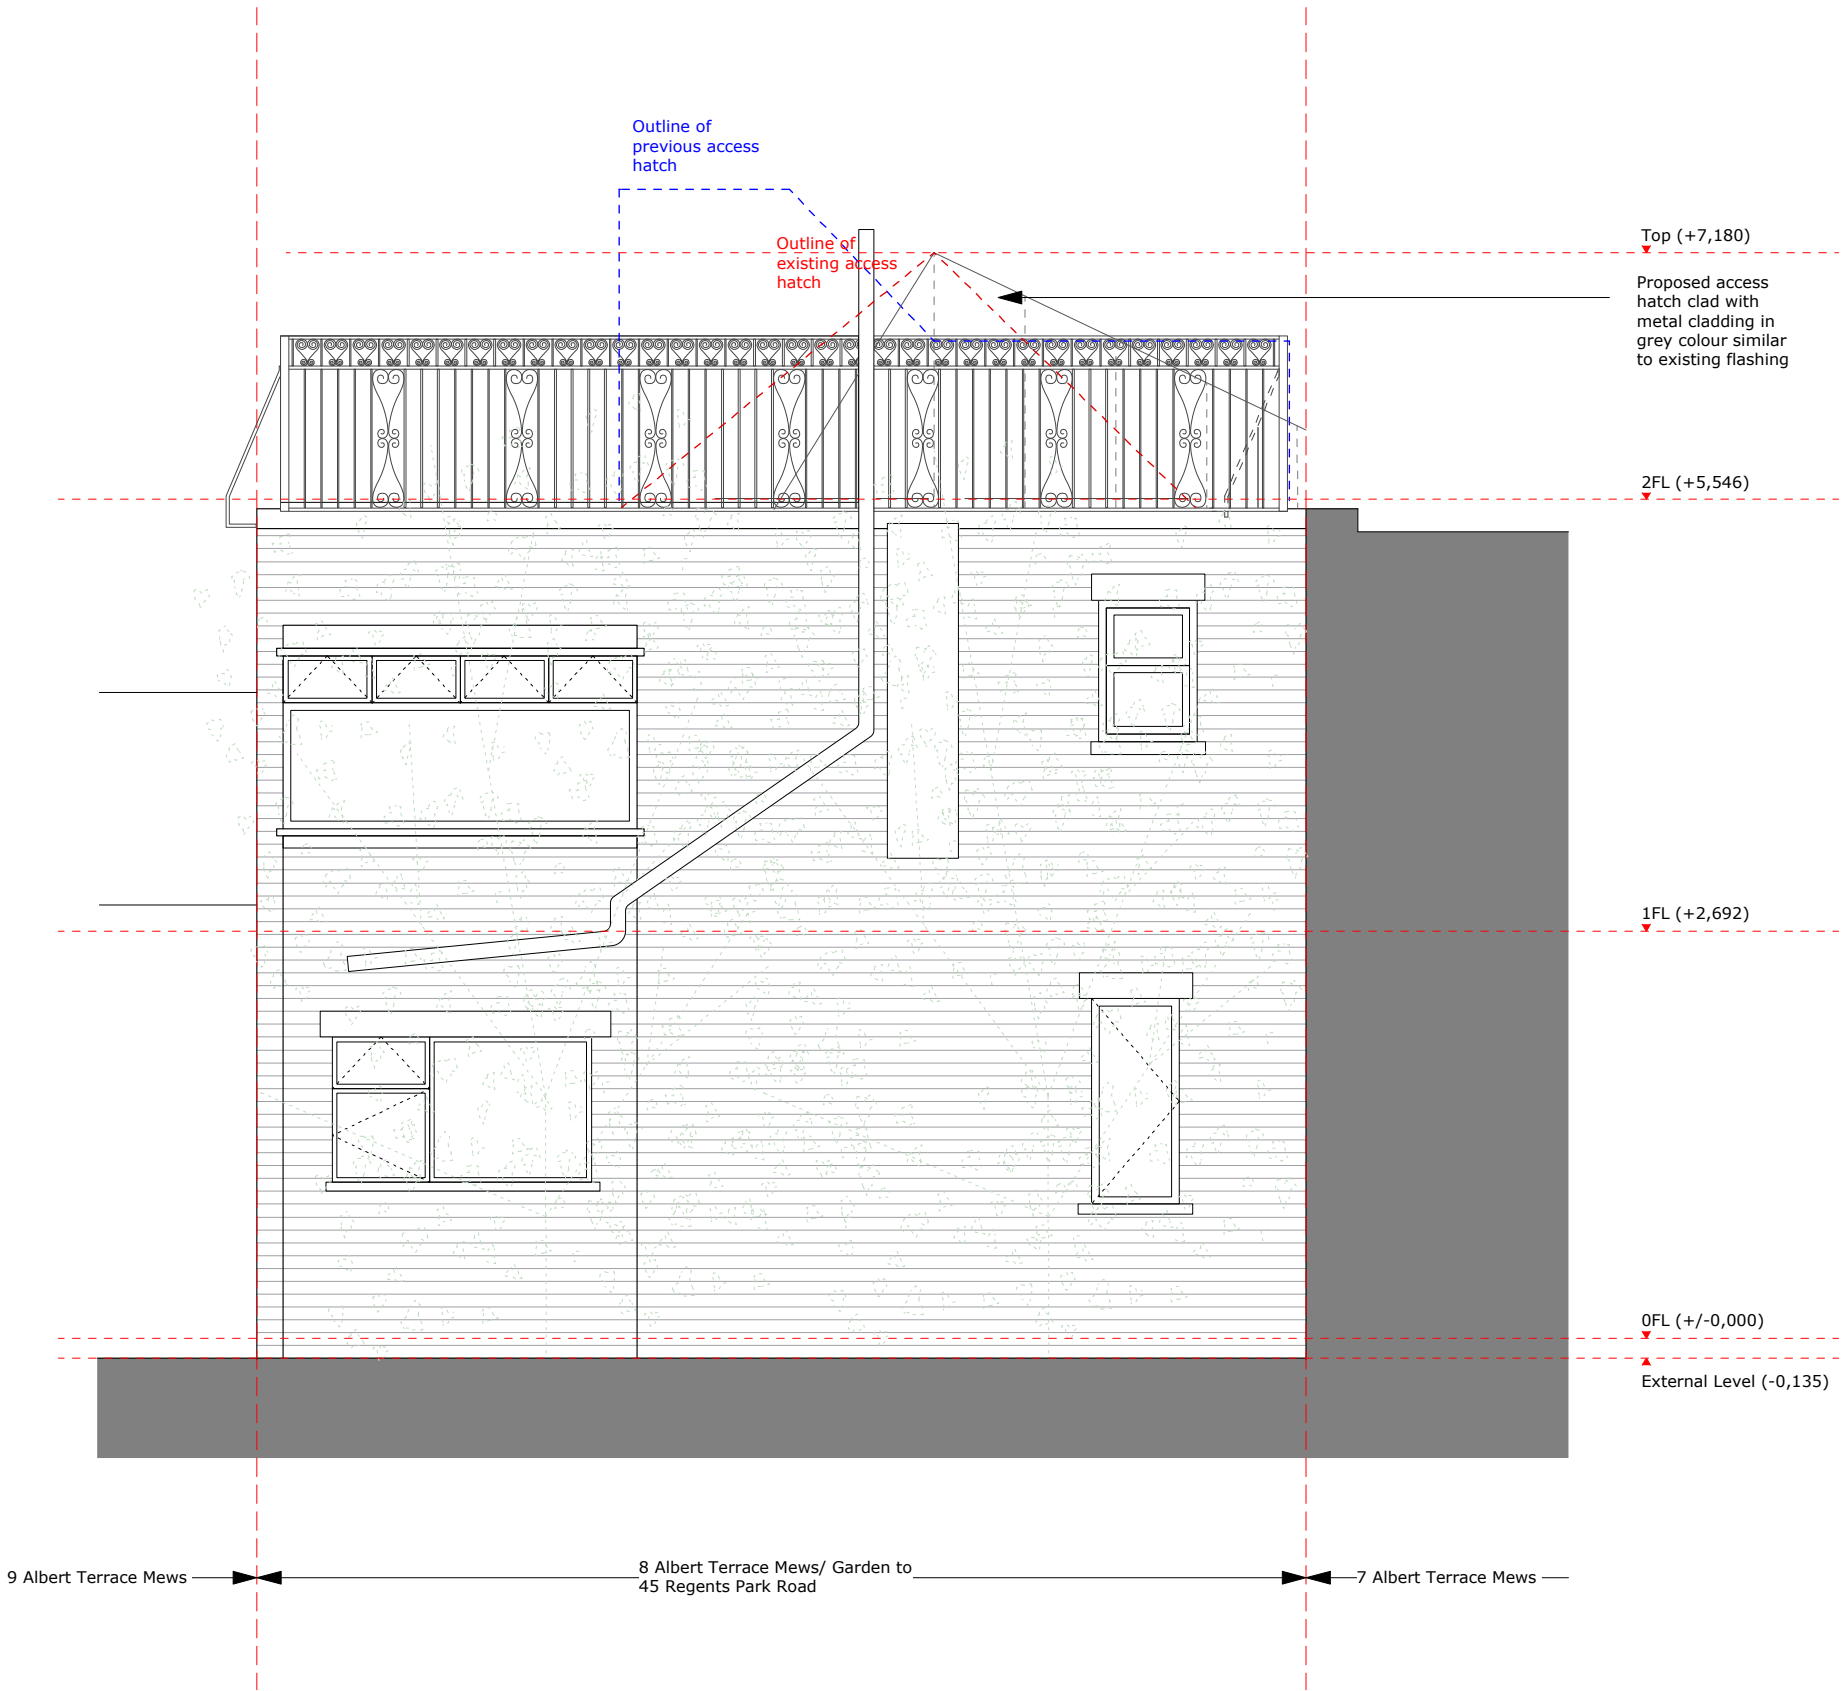 Outline of
previous access
hatch
Outline of
existing access
hatch
Top (+7,180)
Proposed access
hatch clad with
metal cladding in
grey colour similar
to existing flashing
2FL (+5,546)
1FL (+2,692)
0FL (+/-0,000)
External Level (-0,135)
9 Albert Terrace Mews
8 Albert Terrace Mews/ Garden to
45 Regents Park Road
7 Albert Terrace Mews